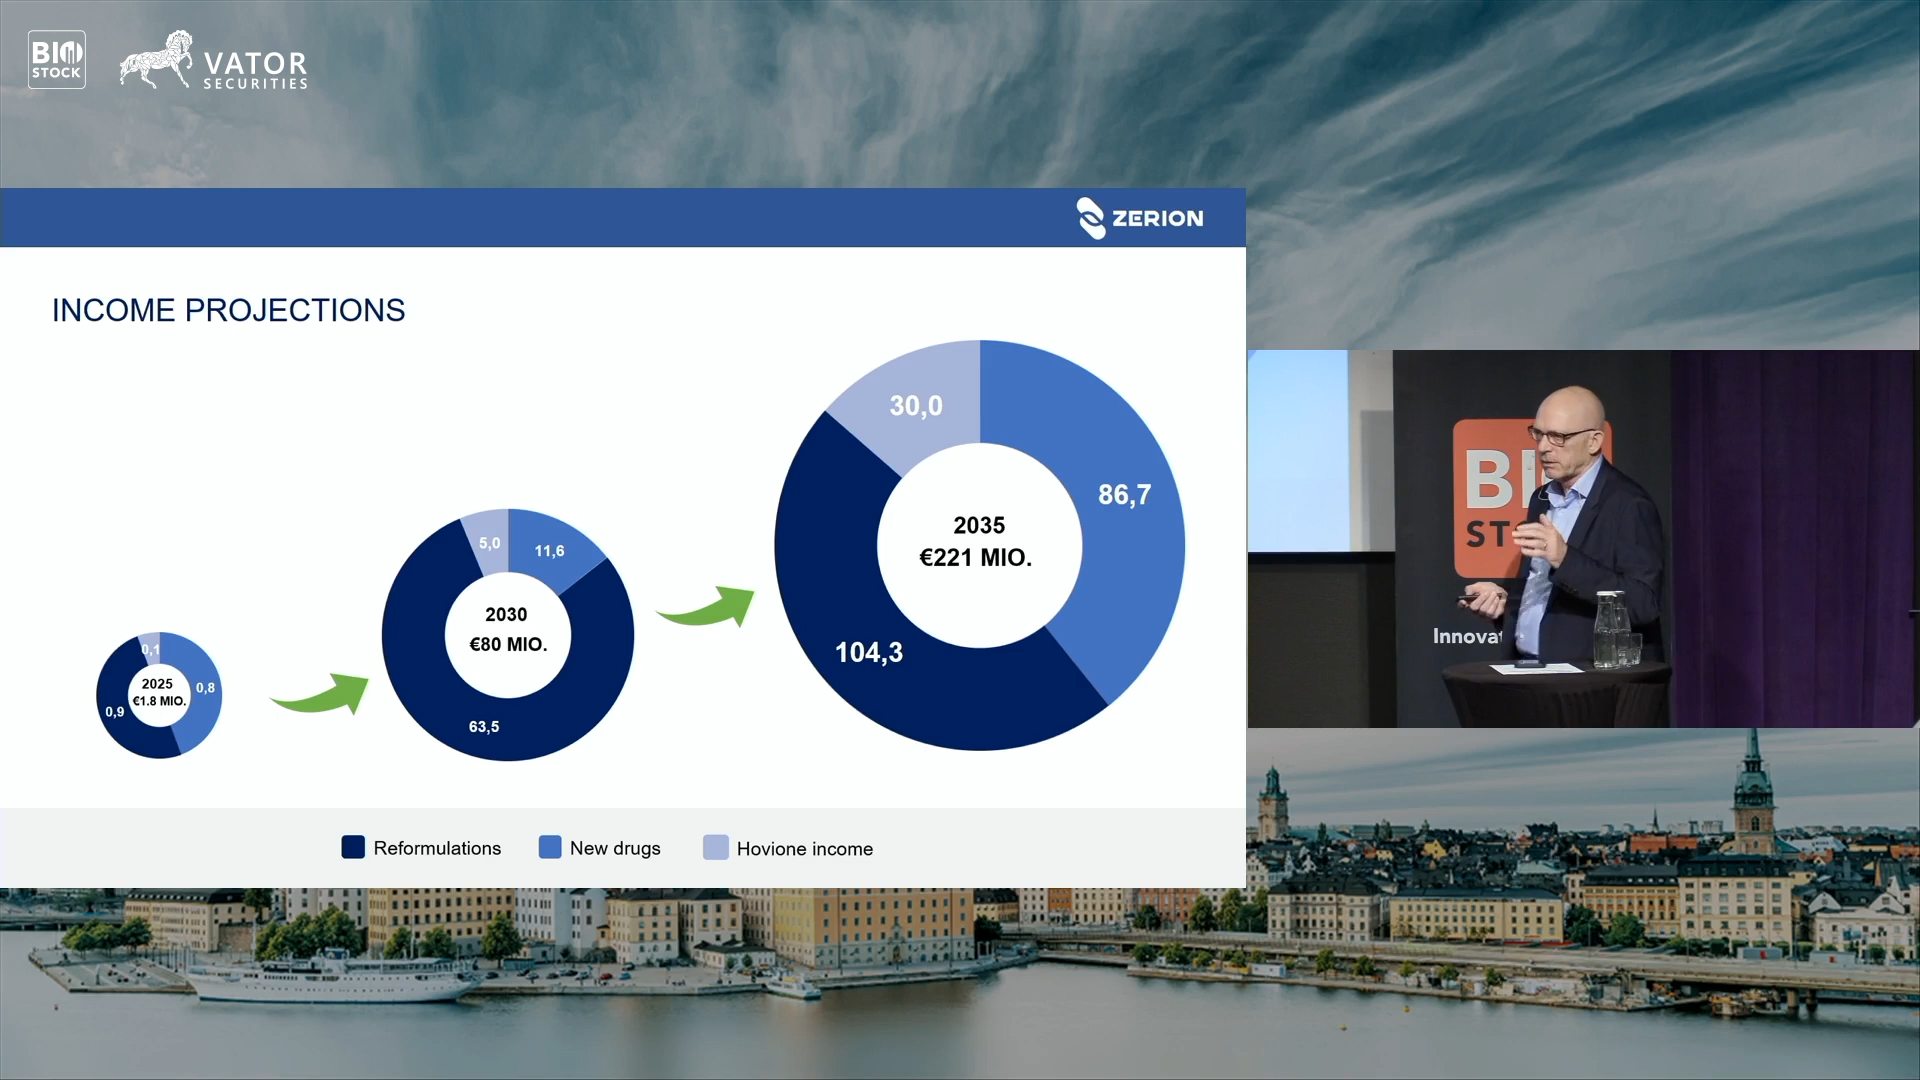 BIO
STOCK
VATOR
SECURITIES
ZERION
INCOME PROJECTIONS
0,1
0,8
0,9
2025
€1.8 MIO.
5,0
11,6
63,5
2030
€80 MIO.
30,0
86,7
104,3
2035
€221 MIO.
Reformulations
New drugs
Hovione income
BI
ST
Innova